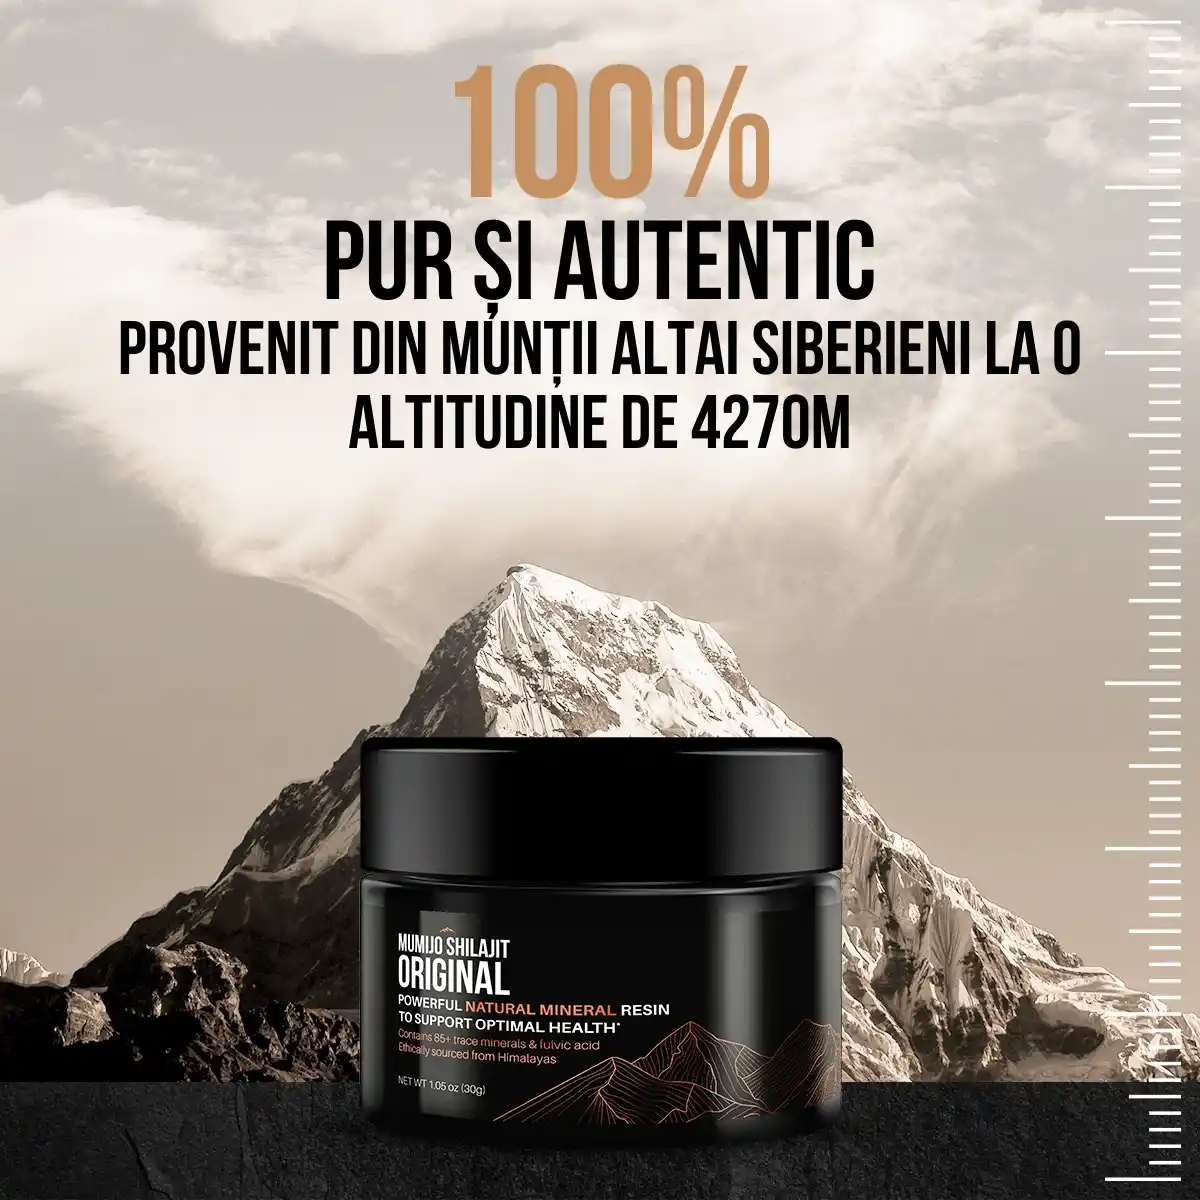 100%
PUR ȘI AUTENTIC
PROVENIT DIN MUNȚII ALTAI SIBERIENI LA O
ALTITUDINE DE 4270M
MUMIJO SHILAJIT
ORIGINAL
POWERFUL NATURAL MINERAL RESIN
TO SUPPORT OPTIMAL HEALTH*
Contains 85+ trace minerals & fulvic acid
Ethically sourced from Himalayas
NET WT 1.05 oz (30g)